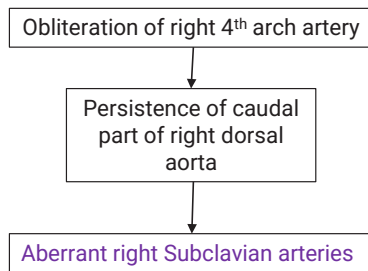 Obliteration of right 4th arch artery
Persistence of caudal
part of right dorsal
aorta
Aberrant right Subclavian arteries